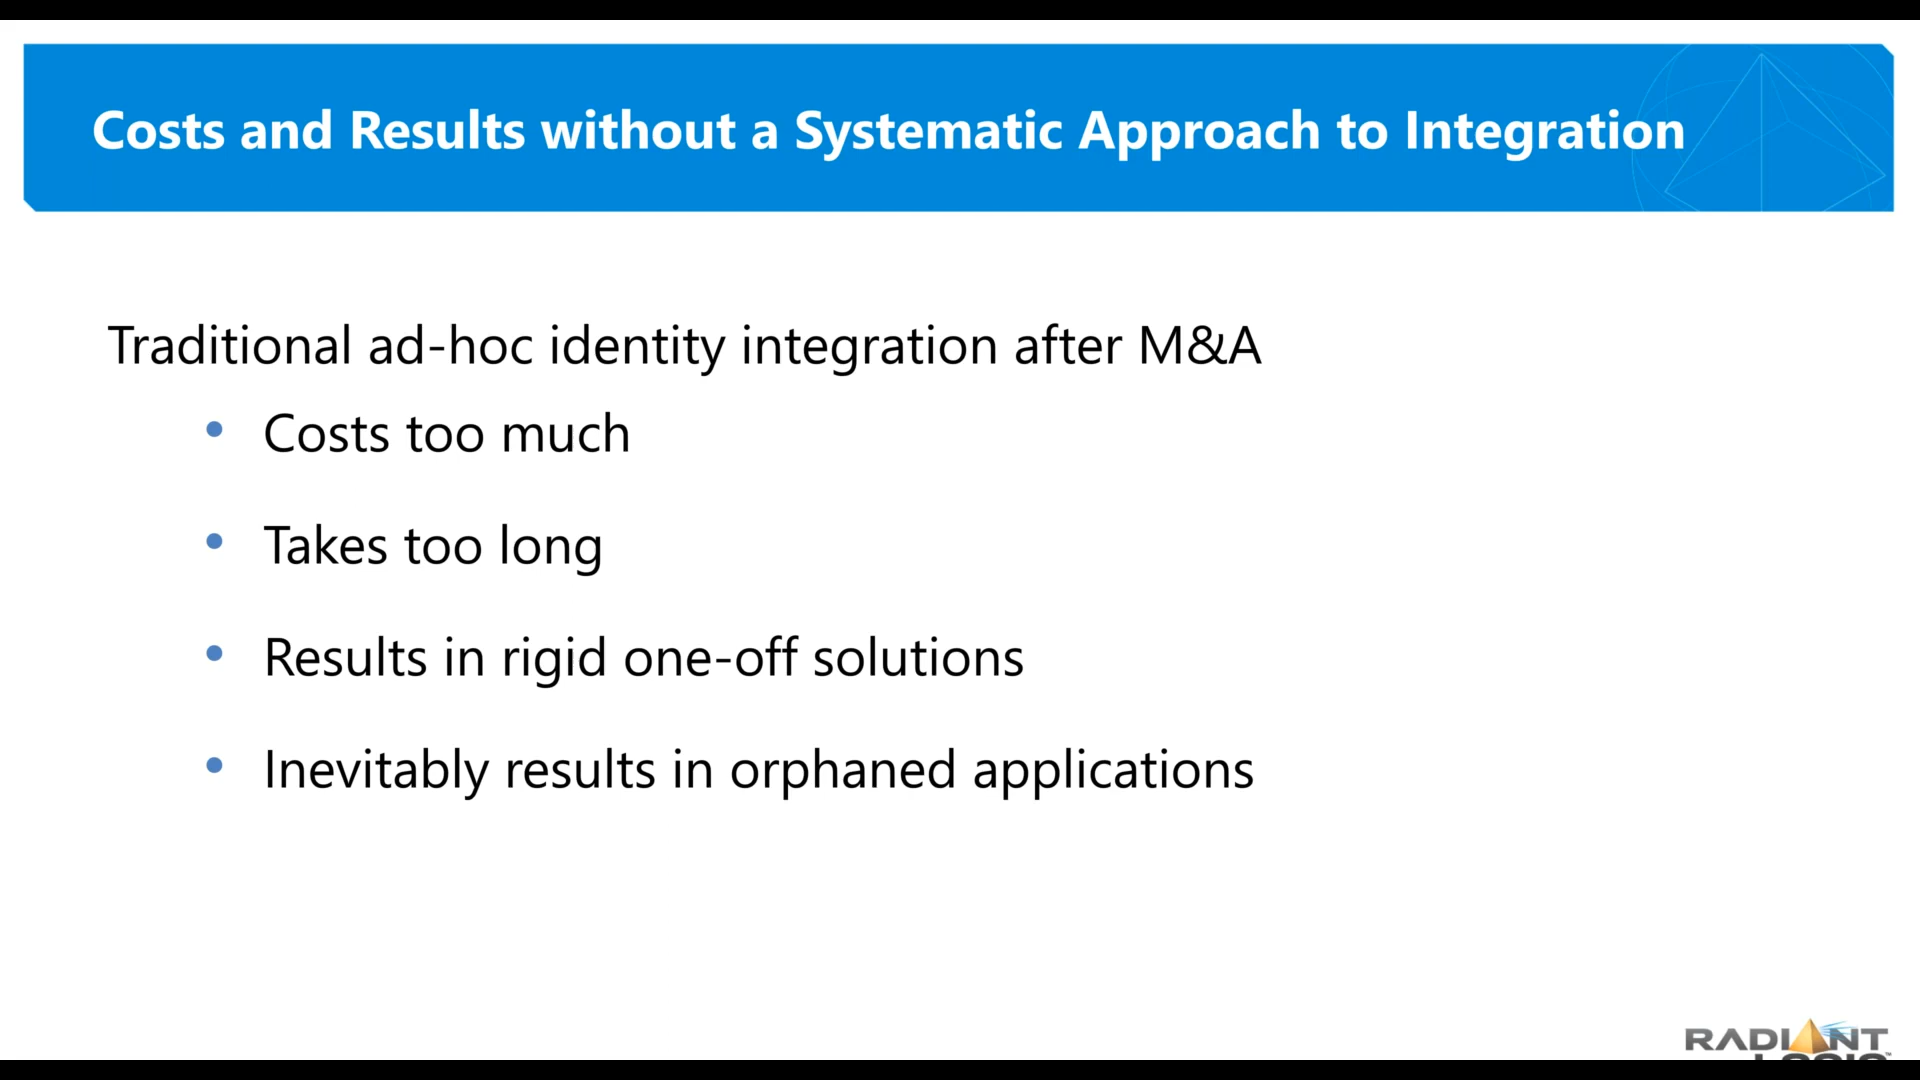 Costs and Results without a Systematic Approach to Integration
Traditional ad-hoc identity integration after M&A
• Costs too much
• Takes too long
• Results in rigid one-off solutions
• Inevitably results in orphaned applications
RADIANT
LOGIC